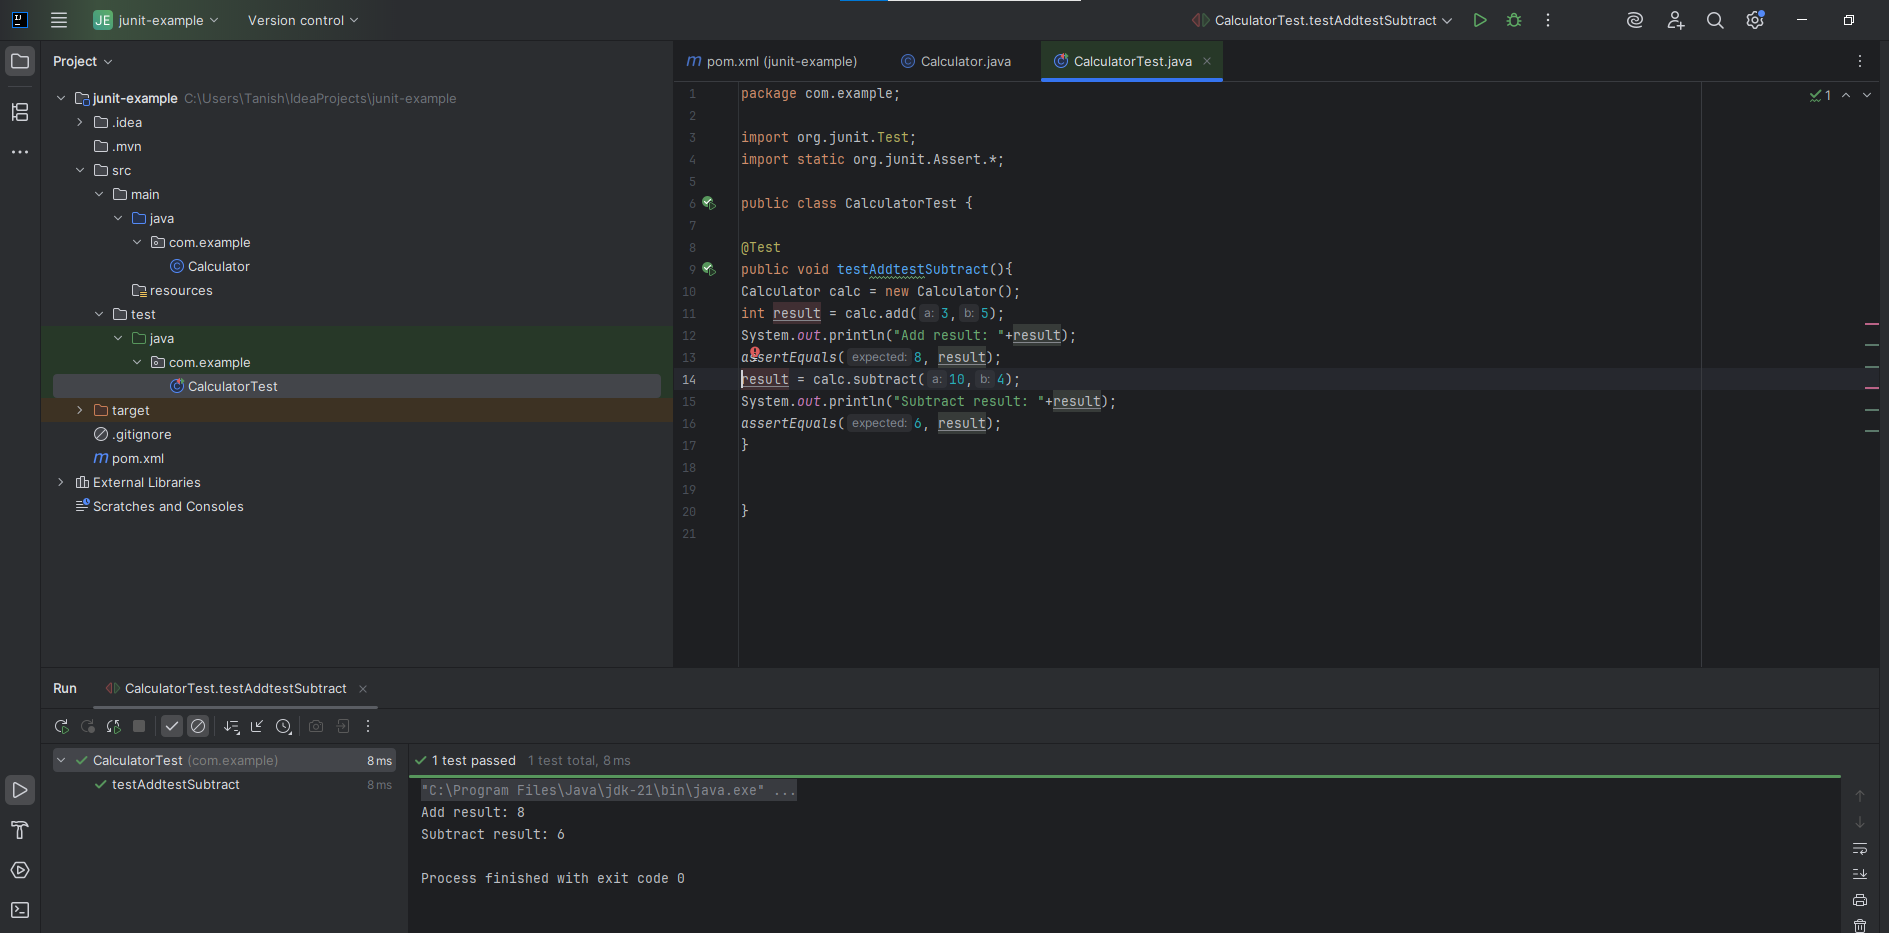 JE junit-example Version control CalculatorTest.testAddtestSubtract
Project
junit-example C:\Users\Tanish\IdeaProjects\junit-example
.idea
.mvn
src
main
java
com.example
Calculator
resources
test
java
com.example
CalculatorTest
target
.gitignore
m pom.xml
External Libraries
Scratches and Consoles
m pom.xml (junit-example) Calculator.java CalculatorTest.java
1
1 package com.example;
2
3 import org.junit.Test;
4 import static org.junit.Assert.*;
5
6 public class CalculatorTest {
7
8 @Test
9 public void testAddtestSubtract(){
10 Calculator calc = new Calculator();
11 int result = calc.add( a: 3, b: 5);
12 System.out.println("Add result: "+result);
13 assertEquals( expected: 8, result);
14 result = calc.subtract( a: 10, b: 4);
15 System.out.println("Subtract result: "+result);
16 assertEquals( expected: 6, result);
17 }
18
19
20 }
21
Run CalculatorTest.testAddtestSubtract
CalculatorTest (com.example) 8 ms
testAddtestSubtract 8 ms
1 test passed 1 test total, 8 ms
"C:\Program Files\Java\jdk-21\bin\java.exe" ...
Add result: 8
Subtract result: 6
Process finished with exit code 0